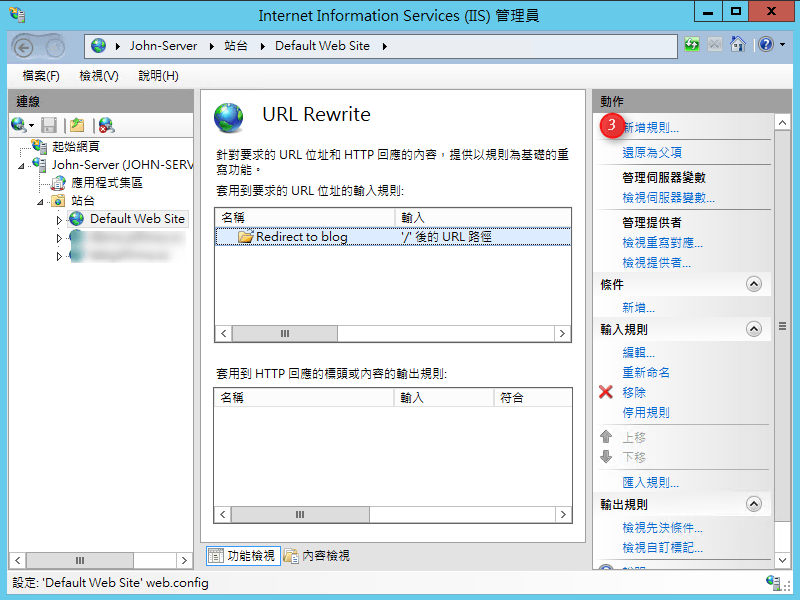 Internet Information Services (IIS) 管理員
John-Server
站台
Default Web Site
檔案(F)
檢視(V)
說明(H)
連線
起始網頁
John-Server (JOHN-SERV
應用程式集區
站台
Default Web Site
URL Rewrite
針對要求的 URL 位址和 HTTP 回應的內容，提供以規則為基礎的重
寫功能。
套用到要求的 URL 位址的輸入規則:
名稱 輸入
Redirect to blog '/' 後的 URL 路徑
套用到 HTTP 回應的標頭或內容的輸出規則:
名稱 輸入 符合
功能檢視
內容檢視
動作
3
新增規則...
還原為父項
管理伺服器變數
檢視伺服器變數...
管理提供者
檢視重寫對應...
檢視提供者...
條件
新增...
輸入規則
編輯...
重新命名
移除
停用規則
上移
下移
匯入規則...
輸出規則
檢視先決條件...
檢視自訂標記...
設定: 'Default Web Site' web.config